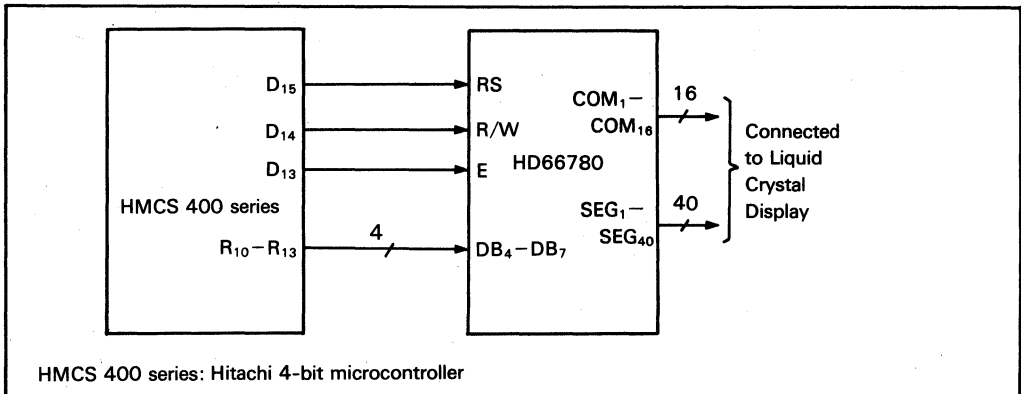 D₁₅
D₁₄
D₁₃
HMCS 400 series
R₁₀–R₁₃
4
RS
R/W
E
HD66780
DB₄–DB₇
COM₁–
COM₁₆
SEG₁–
SEG₄₀
16
40
Connected
to Liquid
Crystal
Display
HMCS 400 series: Hitachi 4-bit microcontroller